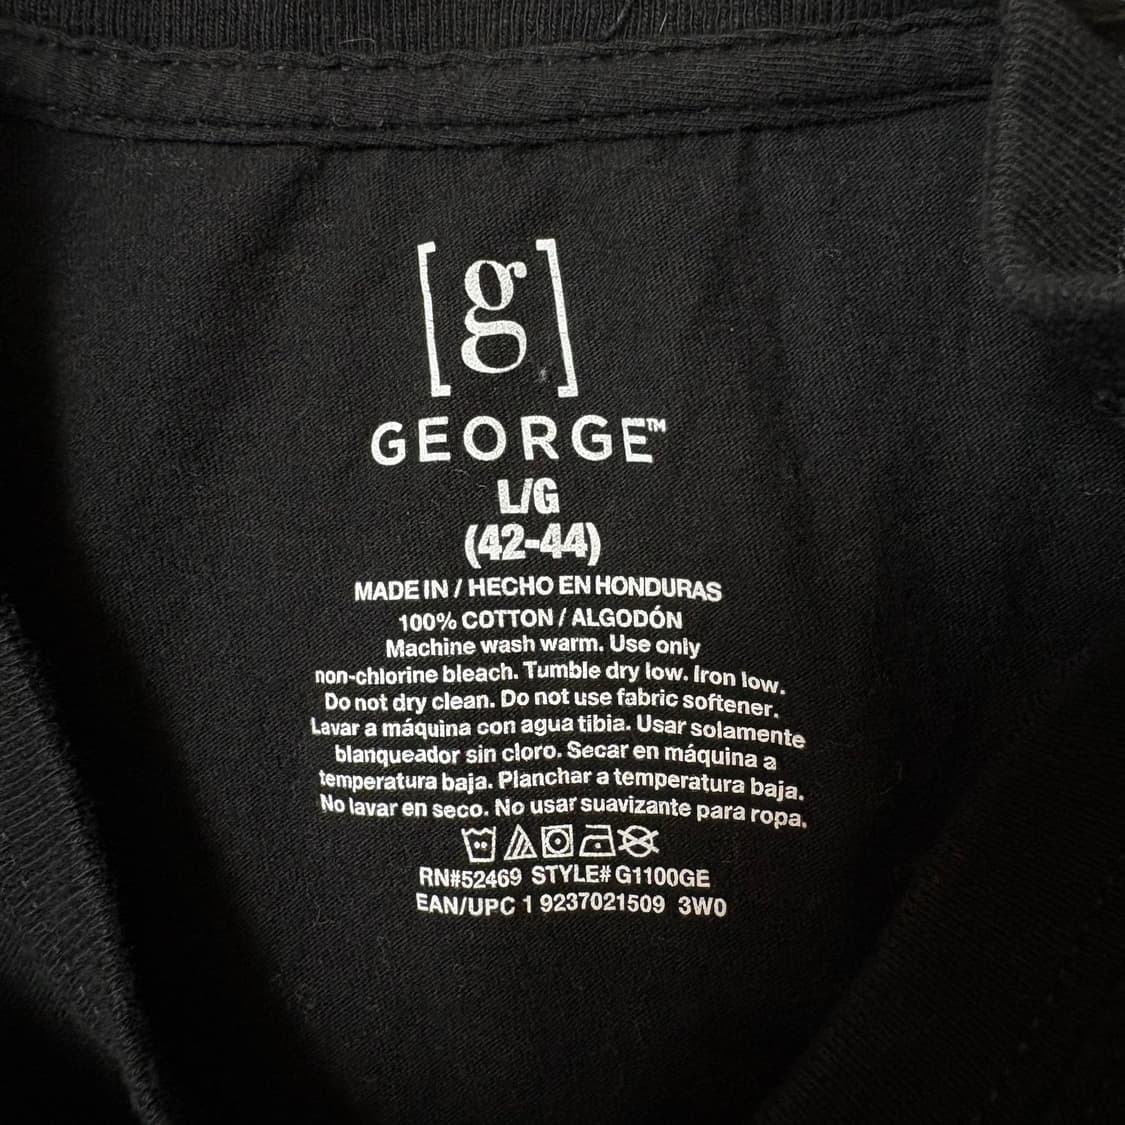 [g]
GEORGE™
L/G
(42-44)
MADE IN / HECHO EN HONDURAS
100% COTTON / ALGODÓN
Machine wash warm. Use only
non-chlorine bleach. Tumble dry low. Iron low.
Do not dry clean. Do not use fabric softener.
Lavar a máquina con agua tibia. Usar solamente
blanqueador sin cloro. Secar en máquina a
temperatura baja. Planchar a temperatura baja.
No lavar en seco. No usar suavizante para ropa.
RN#52469 STYLE# G1100GE
EAN/UPC 1 9237021509 3W0